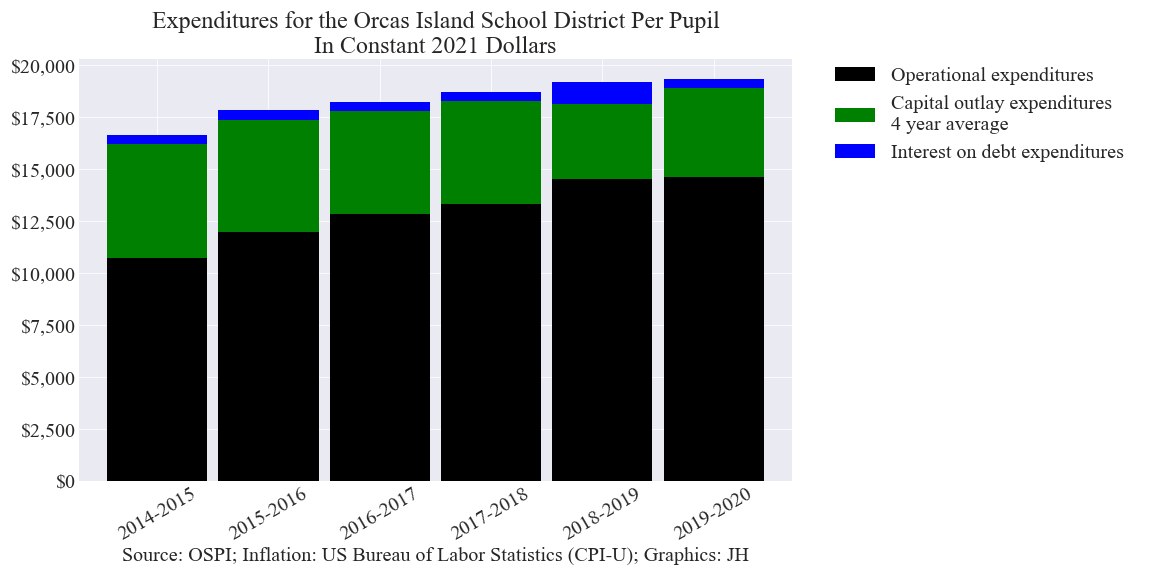 Expenditures for the Orcas Island School District Per Pupil
In Constant 2021 Dollars
$20,000
$17,500
$15,000
$12,500
$10,000
$7,500
$5,000
$2,500
$0
2014-2015
2015-2016
2016-2017
2017-2018
2018-2019
2019-2020
Source: OSPI; Inflation: US Bureau of Labor Statistics (CPI-U); Graphics: JH
Operational expenditures
Capital outlay expenditures
4 year average
Interest on debt expenditures